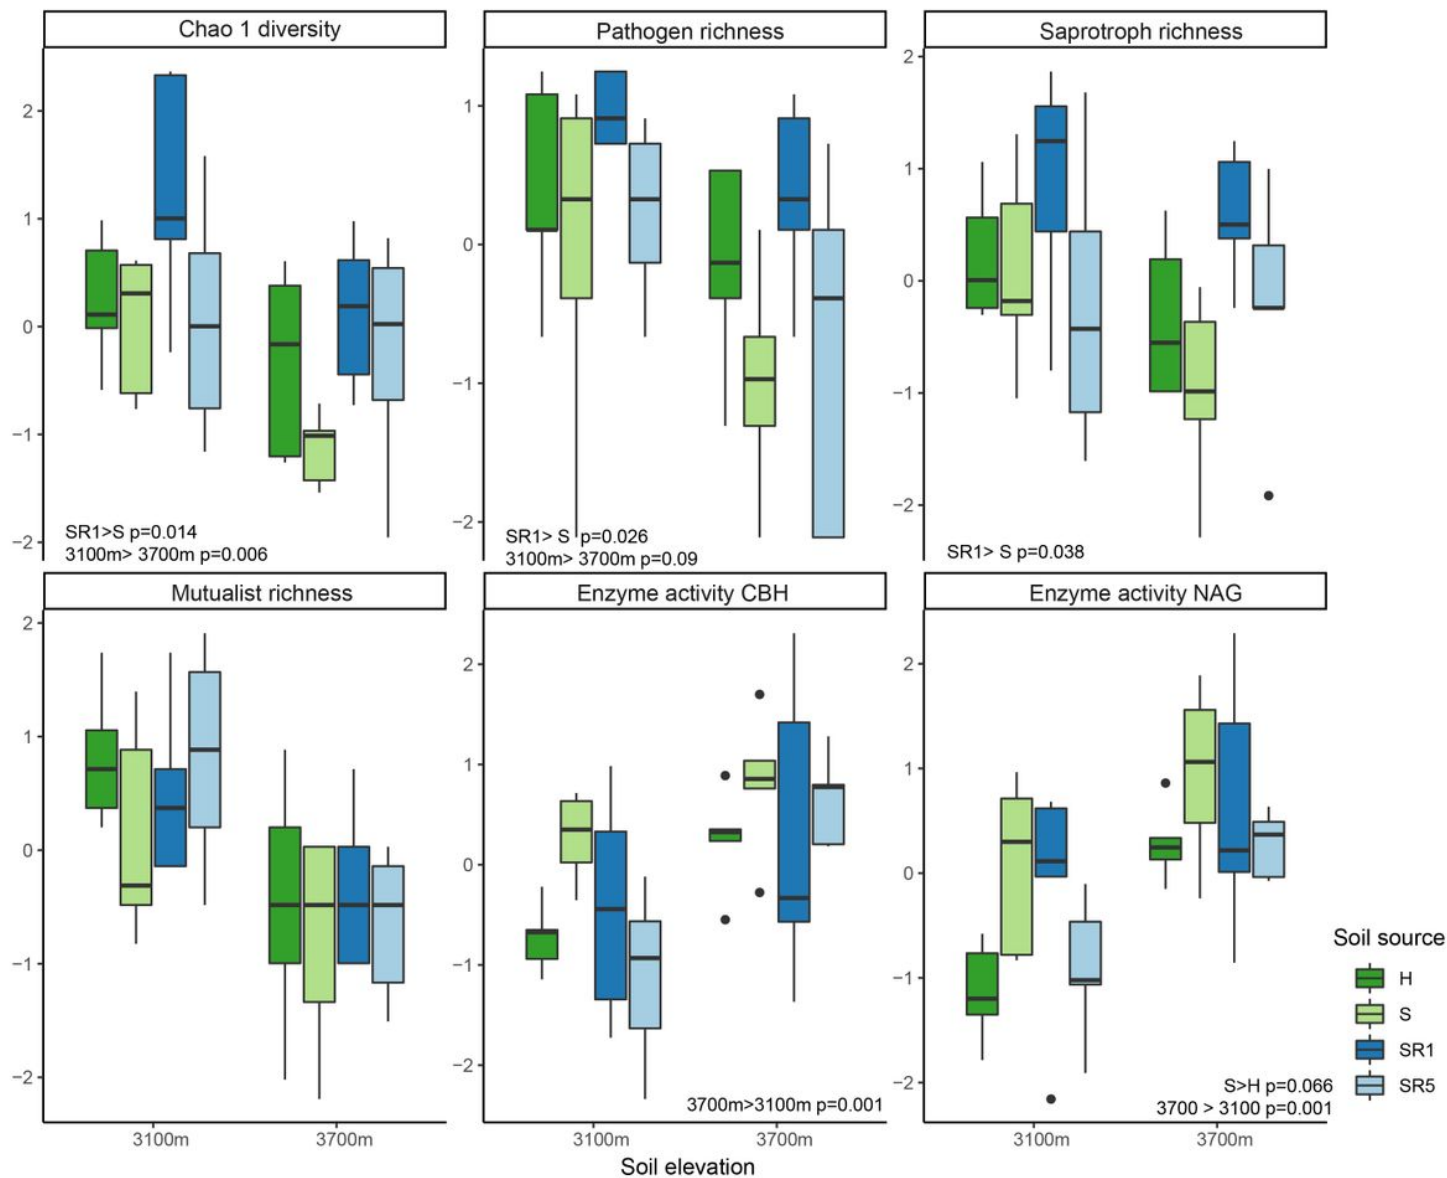 Chao 1 diversity
2
1
0
−1
−2
SR1>S p=0.014
3100m> 3700m p=0.006
Pathogen richness
1
0
−1
−2
SR1> S p=0.026
3100m> 3700m p=0.09
Saprotroph richness
2
1
0
−1
−2
SR1> S p=0.038
Mutualist richness
2
1
0
−1
−2
3100m
3700m
Enzyme activity CBH
2
1
0
−1
−2
3700m>3100m p=0.001
3100m
3700m
Enzyme activity NAG
2
1
0
−1
−2
S>H p=0.066
3700 > 3100 p=0.001
3100m
3700m
Soil elevation
Soil source
H
S
SR1
SR5